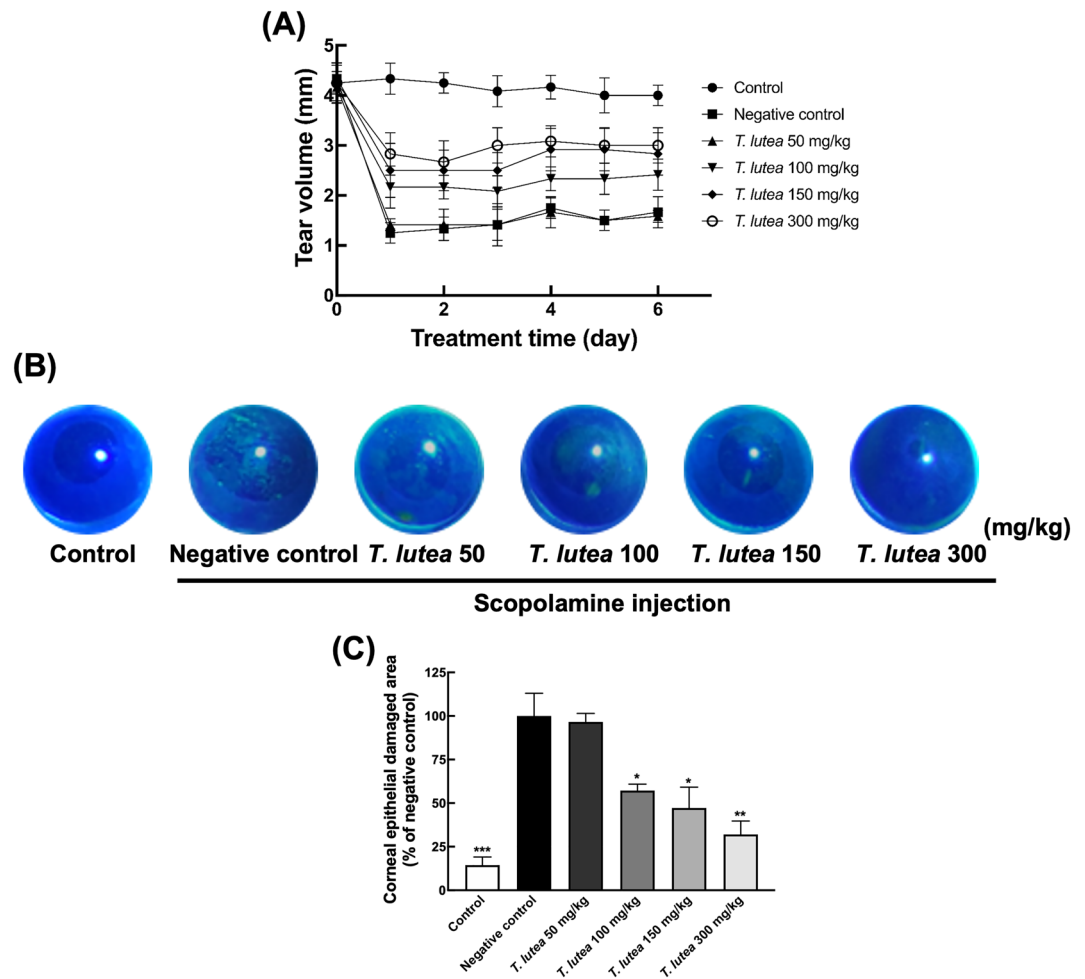 (A)
5
4
3
2
1
0
Tear volume (mm)
0 2 4 6
Treatment time (day)
Control
Negative control
T. lutea 50 mg/kg
T. lutea 100 mg/kg
T. lutea 150 mg/kg
T. lutea 300 mg/kg
(B)
Control
Negative control
T. lutea 50
T. lutea 100
T. lutea 150
T. lutea 300
(mg/kg)
Scopolamine injection
(C)
Corneal epithelial damaged area
(% of negative control)
125
100
75
50
25
0
***
*
*
**
Control
Negative control
T. lutea 50 mg/kg
T. lutea 100 mg/kg
T. lutea 150 mg/kg
T. lutea 300 mg/kg